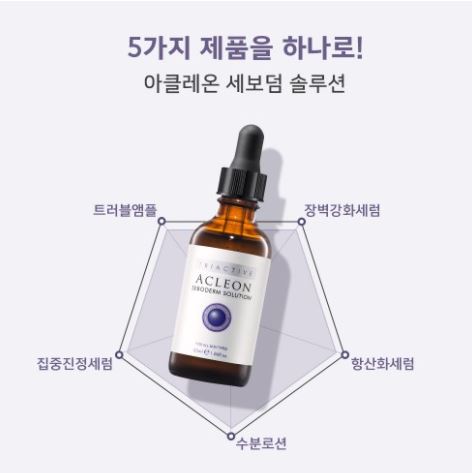 5가지 제품을 하나로!
아클레온 세보덤 솔루션
트러블앰플
장벽강화세럼
TRIACTIVE
ACLEON
SEBODERM SOLUTION
집중진정세럼
항산화세럼
수분로션